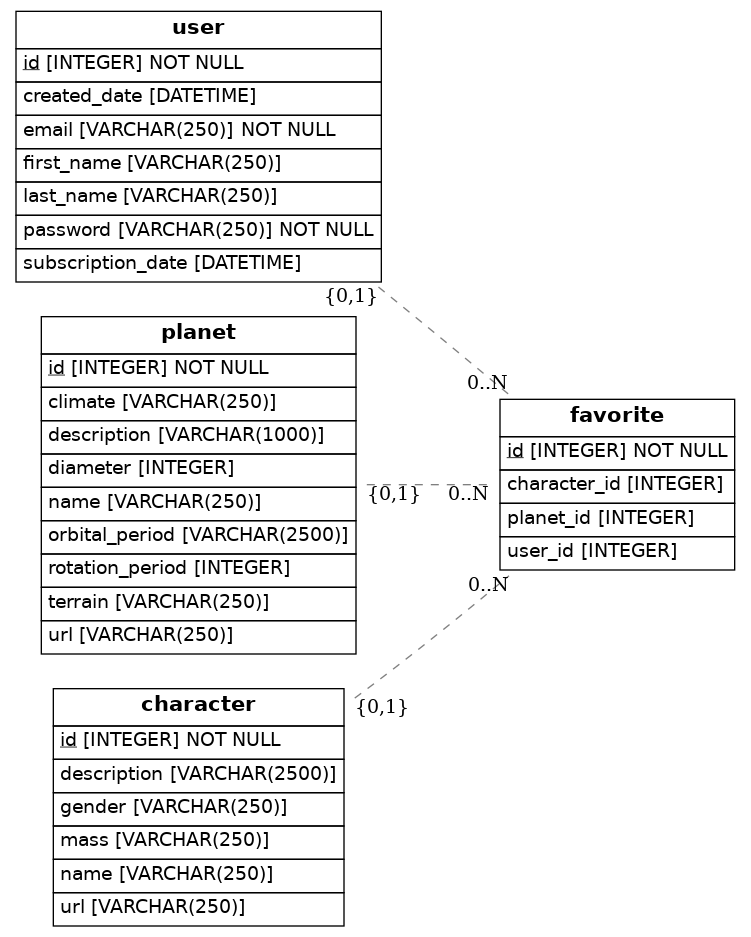 user
id [INTEGER] NOT NULL
created_date [DATETIME]
email [VARCHAR(250)] NOT NULL
first_name [VARCHAR(250)]
last_name [VARCHAR(250)]
password [VARCHAR(250)] NOT NULL
subscription_date [DATETIME]
{0,1}
0..N
planet
id [INTEGER] NOT NULL
climate [VARCHAR(250)]
description [VARCHAR(1000)]
diameter [INTEGER]
name [VARCHAR(250)]
orbital_period [VARCHAR(2500)]
rotation_period [INTEGER]
terrain [VARCHAR(250)]
url [VARCHAR(250)]
{0,1}
0..N
favorite
id [INTEGER] NOT NULL
character_id [INTEGER]
planet_id [INTEGER]
user_id [INTEGER]
0..N
{0,1}
character
id [INTEGER] NOT NULL
description [VARCHAR(2500)]
gender [VARCHAR(250)]
mass [VARCHAR(250)]
name [VARCHAR(250)]
url [VARCHAR(250)]